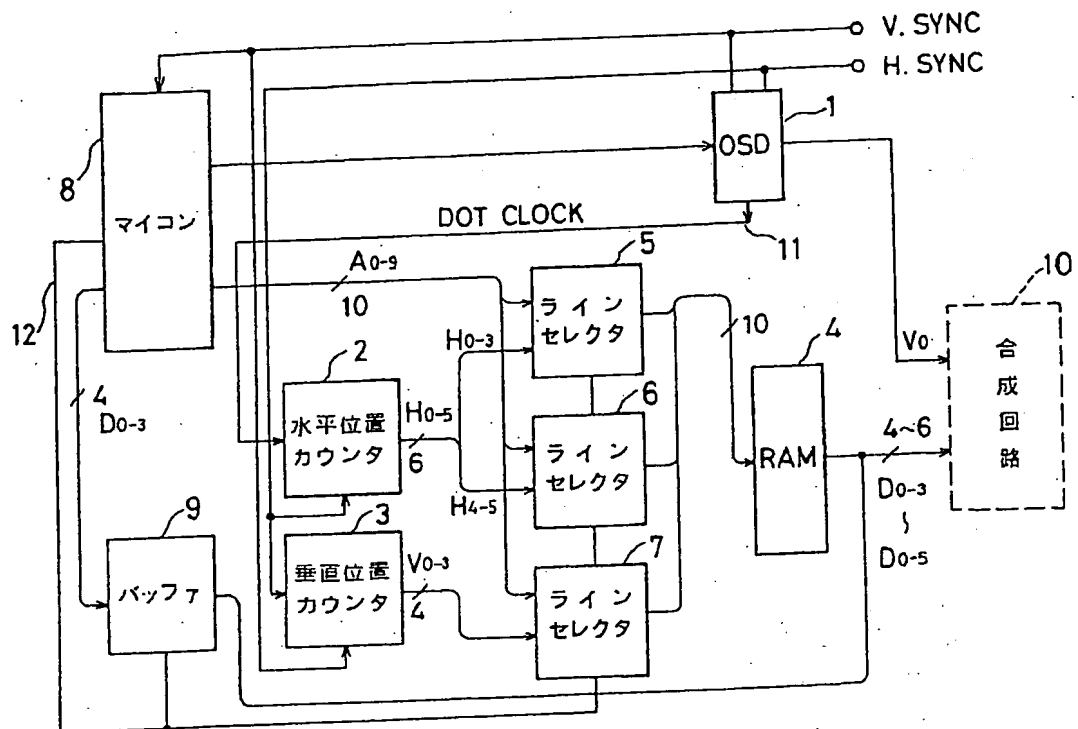 V. SYNC
H. SYNC
1
OSD
8
マイコン
DOT CLOCK
11
5
A0-9
10
ライン
セレクタ
10
12
H0-3
10
4
V0
合成回路
2
6
4
D0-3
水平位置
カウンタ
H0-5
6
ライン
セレクタ
RAM
4~6
D0-3
~
D0-5
H4-5
9
3
7
バッファ
垂直位置
カウンタ
V0-3
4
ライン
セレクタ